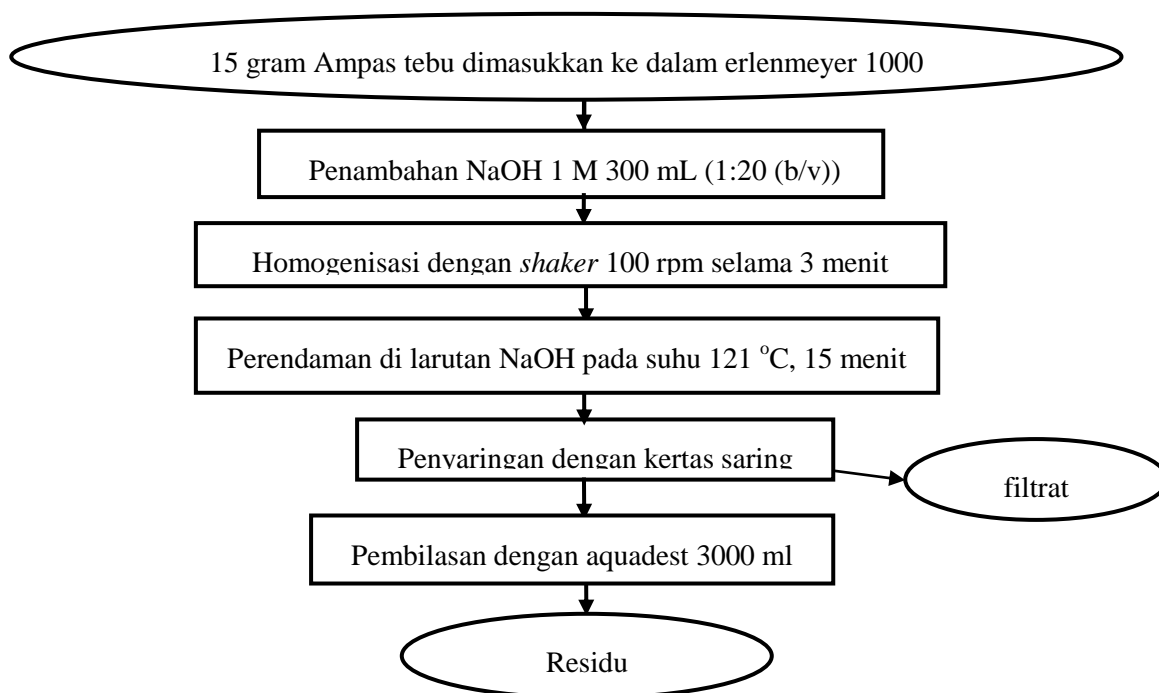 15 gram Ampas tebu dimasukkan ke dalam erlenmeyer 1000
Penambahan NaOH 1 M 300 mL (1:20 (b/v))
Homogenisasi dengan shaker 100 rpm selama 3 menit
Perendaman di larutan NaOH pada suhu 121 °C, 15 menit
Penyaringan dengan kertas saring
filtrat
Pembilasan dengan aquadest 3000 ml
Residu